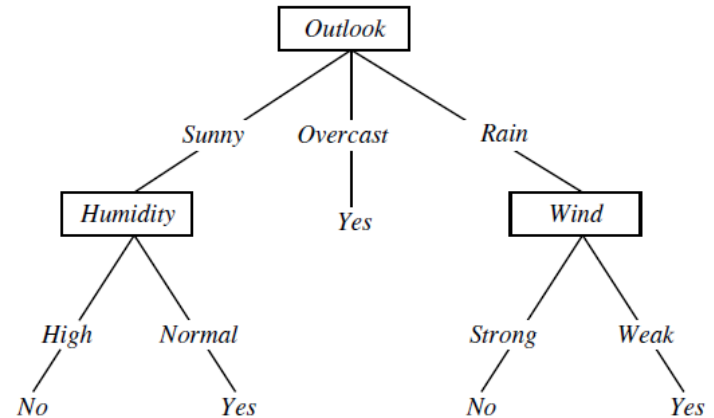 Outlook
Sunny Overcast Rain
Humidity Yes Wind
High Normal Strong Weak
No Yes No Yes